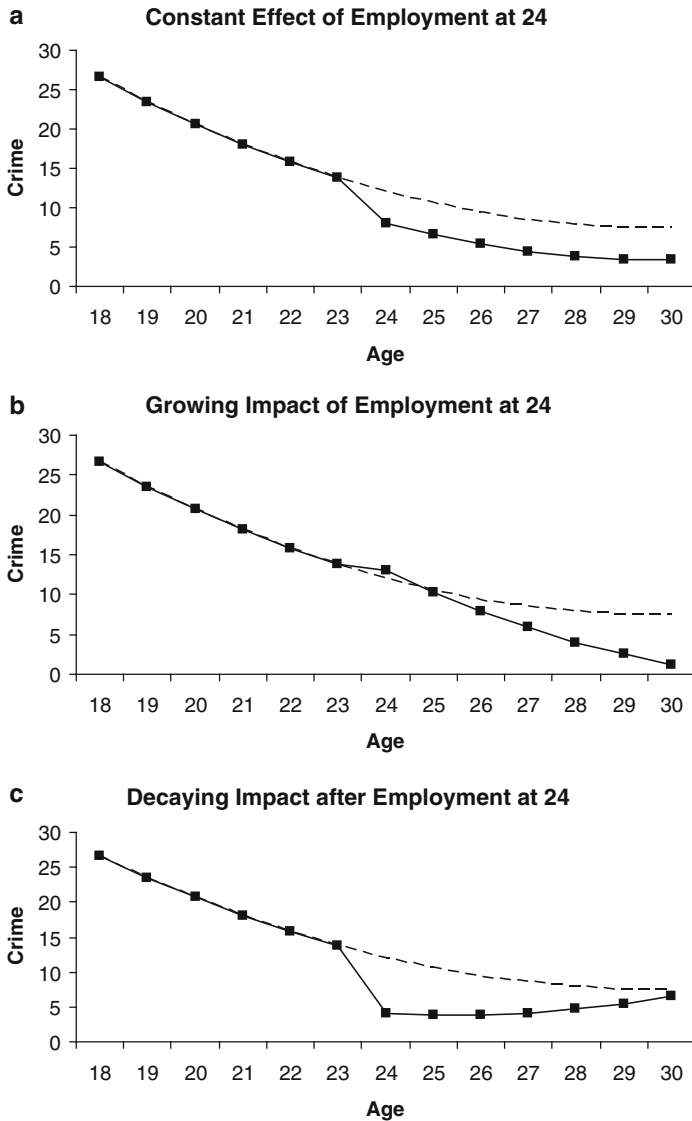 a
Constant Effect of Employment at 24
30
25
20
15
10
5
0
Crime
18 19 20 21 22 23 24 25 26 27 28 29 30
Age
b
Growing Impact of Employment at 24
30
25
20
15
10
5
0
Crime
18 19 20 21 22 23 24 25 26 27 28 29 30
Age
c
Decaying Impact after Employment at 24
30
25
20
15
10
5
0
Crime
18 19 20 21 22 23 24 25 26 27 28 29 30
Age